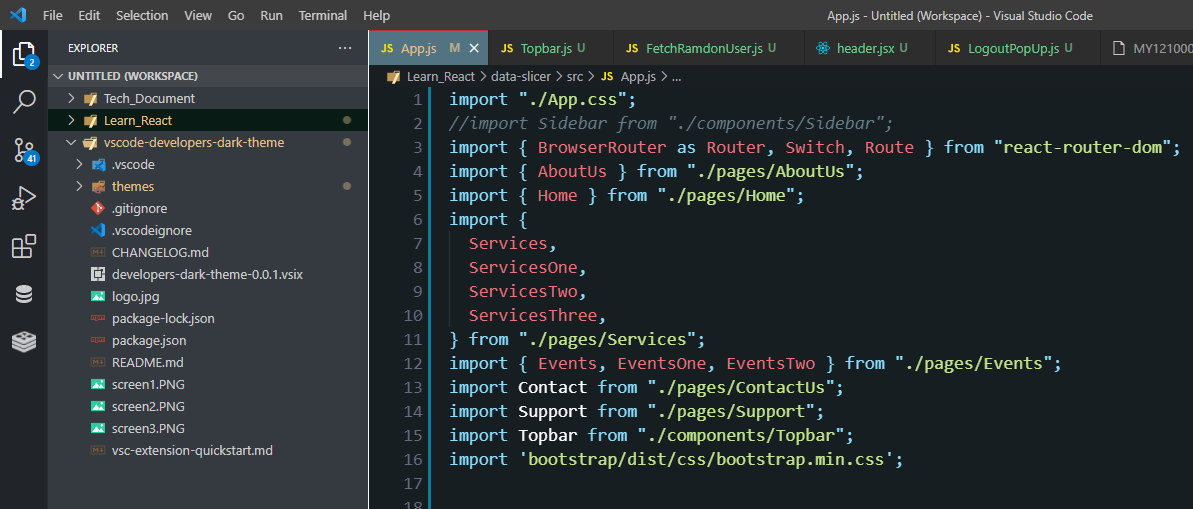 File Edit Selection View Go Run Terminal Help App.js - Untitled (Workspace) - Visual Studio Code
EXPLORER ...
JS App.js M JS Topbar.js U JS FetchRamdonUser.js U header.jsx U JS LogoutPopUp.js U MY121000
2
41
UNTITLED (WORKSPACE)
Tech_Document
Learn_React
vscode-developers-dark-theme
.vscode
themes
.gitignore
.vscodeignore
CHANGELOG.md
developers-dark-theme-0.0.1.vsix
logo.jpg
package-lock.json
package.json
README.md
screen1.PNG
screen2.PNG
screen3.PNG
vsc-extension-quickstart.md
Learn_React > data-slicer > src > JS App.js > ...
1 import "./App.css";
2 //import Sidebar from "./components/Sidebar";
3 import { BrowserRouter as Router, Switch, Route } from "react-router-dom";
4 import { AboutUs } from "./pages/AboutUs";
5 import { Home } from "./pages/Home";
6 import {
7 Services,
8 ServicesOne,
9 ServicesTwo,
10 ServicesThree,
11 } from "./pages/Services";
12 import { Events, EventsOne, EventsTwo } from "./pages/Events";
13 import Contact from "./pages/ContactUs";
14 import Support from "./pages/Support";
15 import Topbar from "./components/Topbar";
16 import 'bootstrap/dist/css/bootstrap.min.css';
17
18